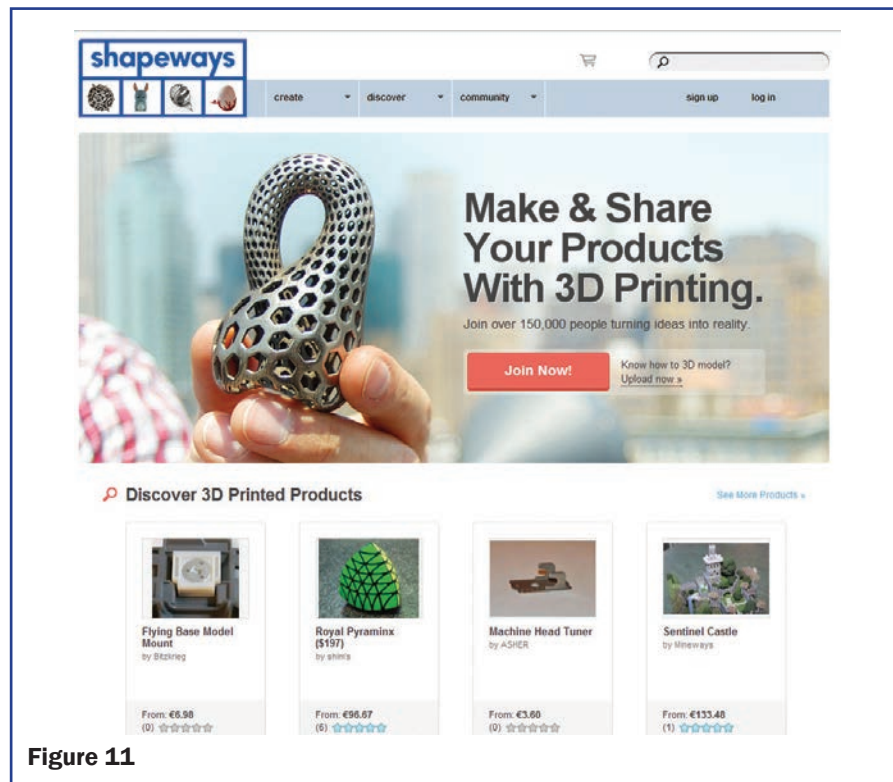 shapeways
create discover community sign up log in
Make & Share
Your Products
With 3D Printing.
Join over 150,000 people turning ideas into reality.
Join Now!
Know how to 3D model?
Upload now »
Discover 3D Printed Products
See More Products »
Flying Base Model
Mount
by Bitzkrieg
From: €6.98
(0)
Royal Pyraminx
($197)
by shim's
From: €96.67
(6)
Machine Head Tuner
by ASHER
From: €3.60
(0)
Sentinel Castle
by Mineways
From: €133.48
(1)
Figure 11